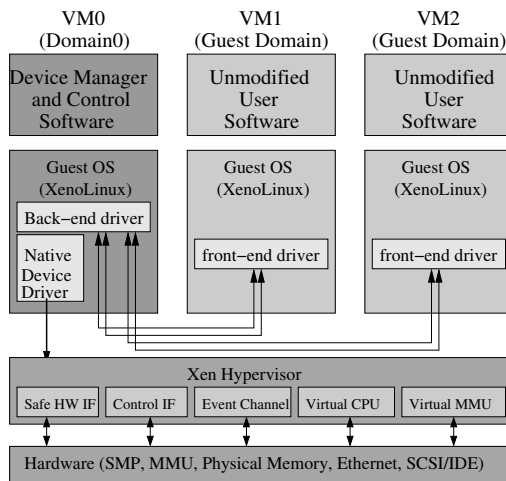 VM0
(Domain0)
VM1
(Guest Domain)
VM2
(Guest Domain)
Device Manager
and Control
Software
Unmodified
User
Software
Unmodified
User
Software
Guest OS
(XenoLinux)
Back-end driver
Native
Device
Driver
Guest OS
(XenoLinux)
front-end driver
Guest OS
(XenoLinux)
front-end driver
Xen Hypervisor
Safe HW IF
Control IF
Event Channel
Virtual CPU
Virtual MMU
Hardware (SMP, MMU, Physical Memory, Ethernet, SCSI/IDE)